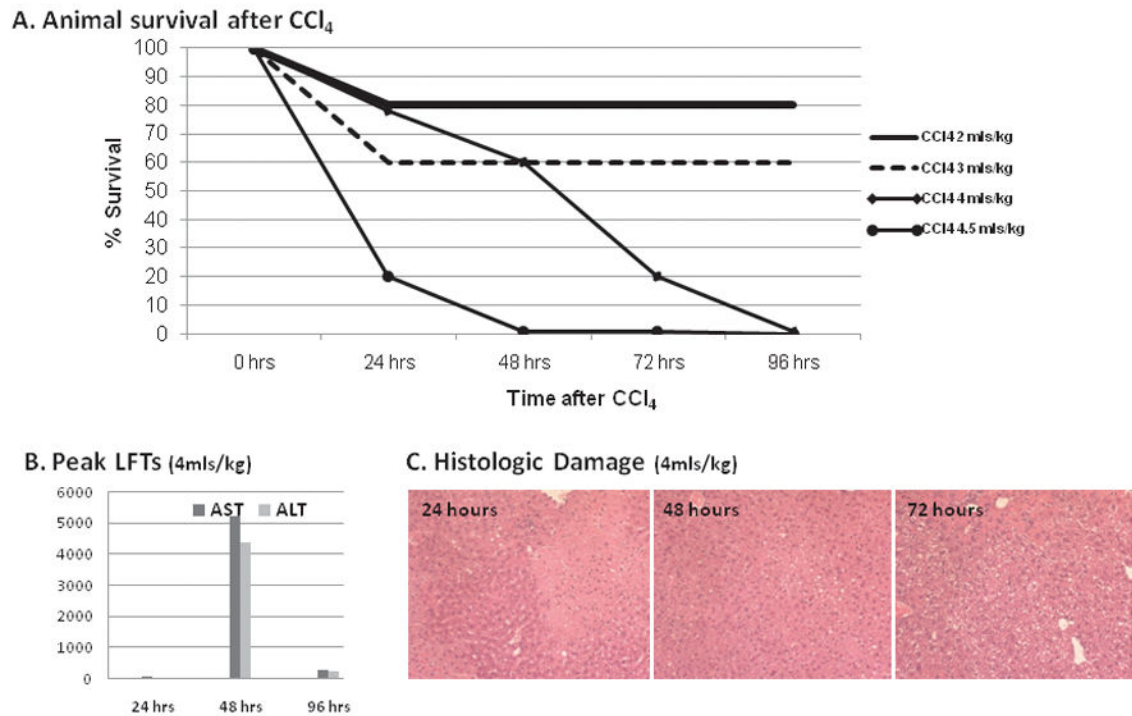 A. Animal survival after CCl₄
100
90
80
70
60
50
40
30
20
10
0
% Survival
0 hrs 24 hrs 48 hrs 72 hrs 96 hrs
Time after CCl₄
CCl4 2 mls/kg
CCl4 3 mls/kg
CCl4 4 mls/kg
CCl4 4.5 mls/kg
B. Peak LFTs (4mls/kg)
6000
5000
4000
3000
2000
1000
0
AST ALT
24 hrs 48 hrs 96 hrs
C. Histologic Damage (4mls/kg)
24 hours 48 hours 72 hours